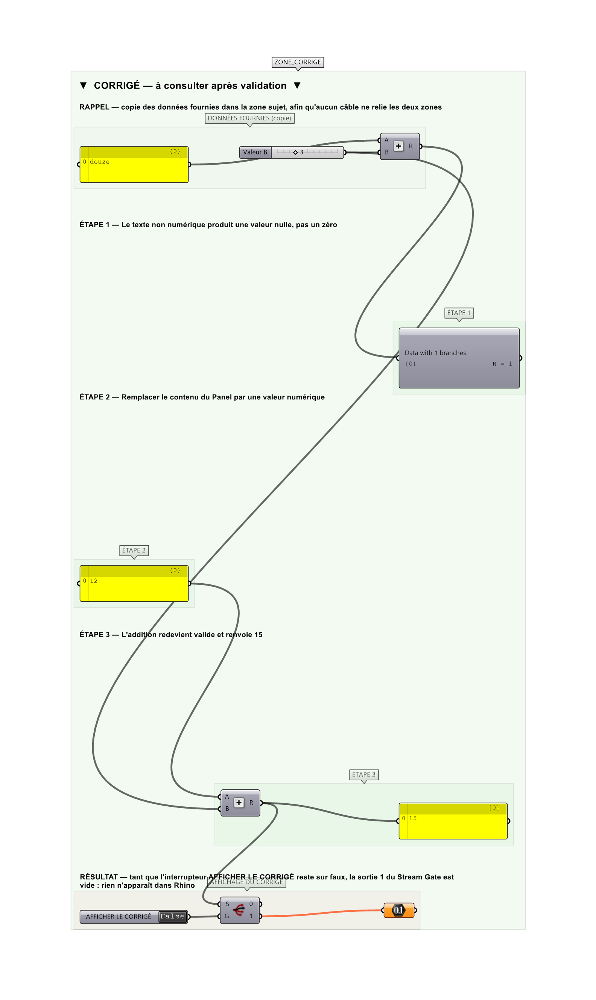 ZONE_CORRIGE
▼ CORRIGÉ — à consulter après validation ▼
RAPPEL — copie des données fournies dans la zone sujet, afin qu'aucun câble ne relie les deux zones
DONNÉES FOURNIES (copie)
{0}
0 douze
Valeur B 3
A
B
R
ÉTAPE 1 — Le texte non numérique produit une valeur nulle, pas un zéro
ÉTAPE 1
Data with 1 branches
{0} N = 1
ÉTAPE 2 — Remplacer le contenu du Panel par une valeur numérique
ÉTAPE 2
{0}
0 12
ÉTAPE 3 — L'addition redevient valide et renvoie 15
ÉTAPE 3
A
B
R
{0}
0 15
RÉSULTAT — tant que l'interrupteur AFFICHER LE CORRIGÉ reste sur faux, la sortie 1 du Stream Gate est
vide : rien n'apparaît dans Rhino
AFFICHAGE DU CORRIGÉ
S 0
G 1
AFFICHER LE CORRIGÉ False
0.1